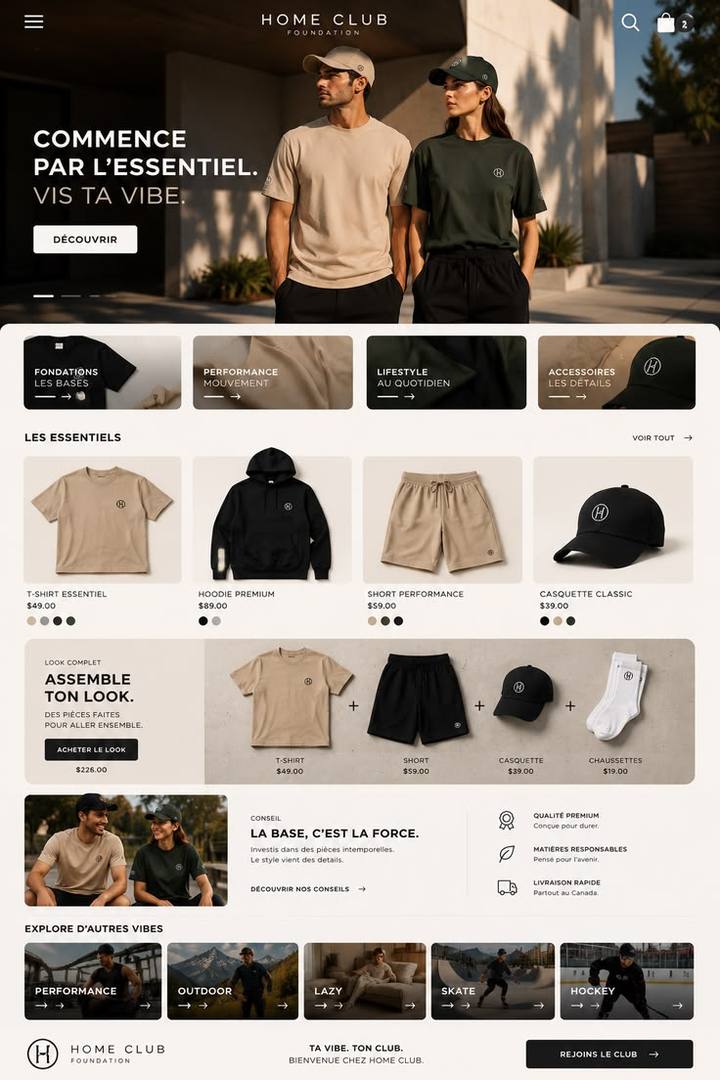 HOME CLUB
FOUNDATION
2
COMMENCE
PAR L'ESSENTIEL.
VIS TA VIBE.
DÉCOUVRIR
FONDATIONS
LES BASES
PERFORMANCE
MOUVEMENT
LIFESTYLE
AU QUOTIDIEN
ACCESSOIRES
LES DÉTAILS
LES ESSENTIELS
VOIR TOUT
T-SHIRT ESSENTIEL
$49.00
HOODIE PREMIUM
$89.00
SHORT PERFORMANCE
$59.00
CASQUETTE CLASSIC
$39.00
LOOK COMPLET
ASSEMBLE
TON LOOK.
DES PIÈCES FAITES
POUR ALLER ENSEMBLE.
ACHETER LE LOOK
$226.00
T-SHIRT
$49.00
SHORT
$59.00
CASQUETTE
$39.00
CHAUSSETTES
$19.00
CONSEIL
LA BASE, C'EST LA FORCE.
Investis dans des pièces intemporelles.
Le style vient des details.
DÉCOUVRIR NOS CONSEILS
QUALITÉ PREMIUM
Conçue pour durer.
MATIÈRES RESPONSABLES
Pensé pour l'avenir.
LIVRAISON RAPIDE
Partout au Canada.
EXPLORE D'AUTRES VIBES
PERFORMANCE
OUTDOOR
LAZY
SKATE
HOCKEY
HOME CLUB
FOUNDATION
TA VIBE. TON CLUB.
BIENVENUE CHEZ HOME CLUB.
REJOINS LE CLUB